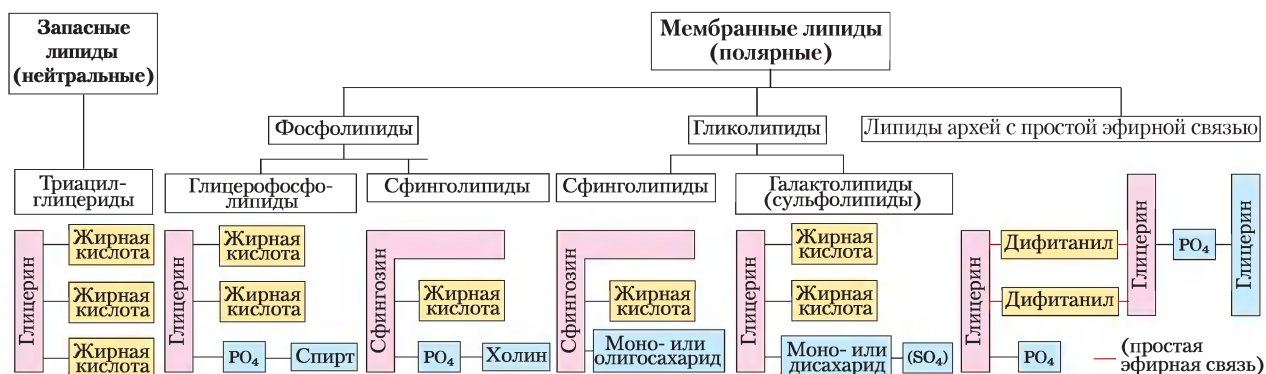 Запасные
липиды
(нейтральные)
Мембранные липиды
(полярные)
Фосфолипиды
Гликолипиды
Липиды архей с простой эфирной связью
Триацил-
глицериды
Глицерофосфо-
липиды
Сфинголипиды
Сфинголипиды
Галактолипиды
(сульфолипиды)
Глицерин
Жирная
кислота
Жирная
кислота
Жирная
кислота
Глицерин
Жирная
кислота
Жирная
кислота
PO₄
Спирт
Сфингозин
Жирная
кислота
PO₄
Холин
Сфингозин
Жирная
кислота
Моно- или
олигосахарид
Глицерин
Жирная
кислота
Жирная
кислота
Моно- или
дисахарид
(SO₄)
Глицерин
Дифитанил
Дифитанил
PO₄
Глицерин
PO₄
Глицерин
(простая
эфирная связь)